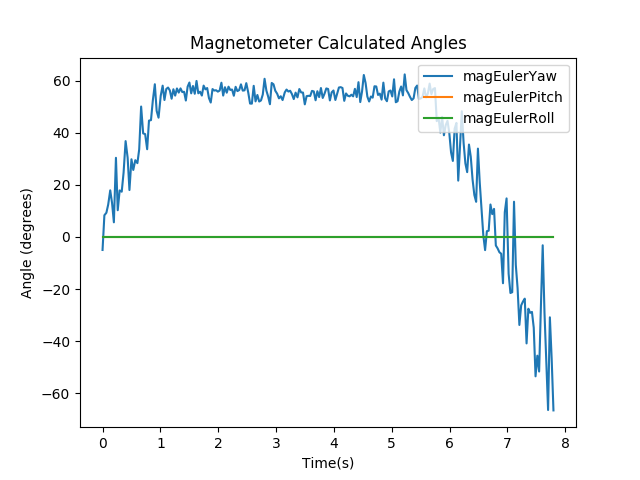 Magnetometer Calculated Angles
magEulerYaw
magEulerPitch
magEulerRoll
Angle (degrees)
60
40
20
0
−20
−40
−60
0 1 2 3 4 5 6 7 8
Time(s)